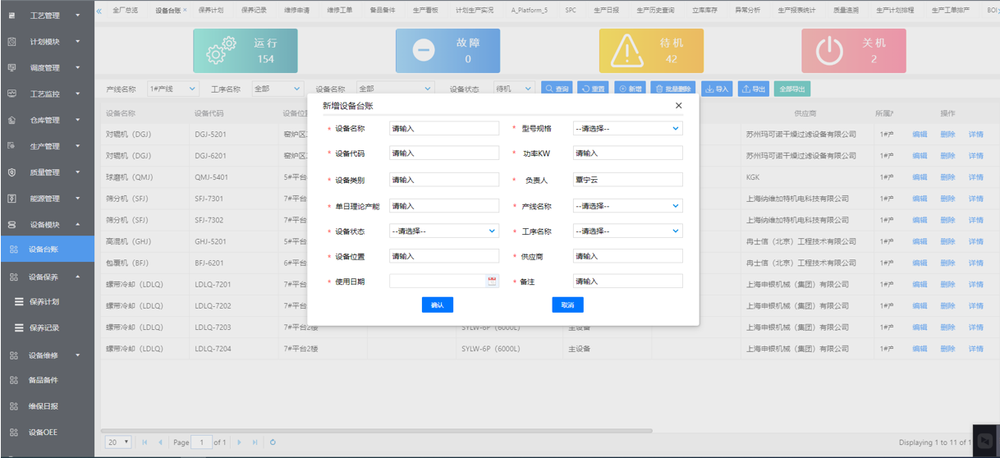 工艺管理
计划模块
调度管理
工艺监控
仓库管理
生产管理
质量管理
能源管理
设备模块
设备台账
设备保养
保养计划
保养记录
设备维修
备品备件
维保日报
设备OEE
全厂总览 设备台账 × 保养计划 保养记录 维修申请 维修工单 备品备件 生产看板 计划生产实况 A_Platform_5 SPC 生产日报 生产历史查询 立库库存 异常分析 生产报表统计 质量追溯 生产计划排程 生产工单排产 BOI
运行
154
故障
0
待机
42
关机
2
产线名称 1#产线 工序名称 全部 设备名称 全部 设备状态 待机 查询 重置 新增 批量删除 导入 导出 全部导出
设备名称 设备代码 设备位 供应商 所属 操作
对辊机（DGJ） DGJ-5201 窑炉区 苏州玛可诺干燥过滤设备有限公司 1#产 编辑 删除 详情
对辊机（DGJ） DGJ-6201 窑炉区 苏州玛可诺干燥过滤设备有限公司 1#产 编辑 删除 详情
球磨机（QMJ） QMJ-5401 5#平台 KGK 1#产 编辑 删除 详情
筛分机（SFJ） SFJ-7301 7#平台 上海纳维加特机电科技有限公司 1#产 编辑 删除 详情
筛分机（SFJ） SFJ-7302 7#平台 上海纳维加特机电科技有限公司 1#产 编辑 删除 详情
高混机（GHJ） GHJ-5201 5#平台 冉士信（北京）工程技术有限公司 1#产 编辑 删除 详情
包覆机（BFJ） BFJ-6201 6#平台 冉士信（北京）工程技术有限公司 1#产 编辑 删除 详情
螺带冷却（LDLQ） LDLQ-7201 7#平台 上海申银机械（集团）有限公司 1#产 编辑 删除 详情
螺带冷却（LDLQ） LDLQ-7202 7#平台 上海申银机械（集团）有限公司 1#产 编辑 删除 详情
螺带冷却（LDLQ） LDLQ-7203 7#平台2楼 SYLW-6P（6000L） 主设备 上海申银机械（集团）有限公司 1#产 编辑 删除 详情
螺带冷却（LDLQ） LDLQ-7204 7#平台2楼 SYLW-6P（6000L） 主设备 上海申银机械（集团）有限公司 1#产 编辑 删除 详情
新增设备台账 ×
* 设备名称 请输入 * 型号规格 --请选择--
* 设备代码 请输入 * 功率KW 请输入
* 设备类别 请输入 * 负责人 覃宁云
* 单日理论产能 请输入 * 产线名称 --请选择--
* 设备状态 --请选择-- * 工序名称 --请选择--
* 设备位置 请输入 * 供应商 请输入
* 使用日期 * 备注 请输入
确认 取消
20 Page 1 of 1 Displaying 1 to 11 of 1